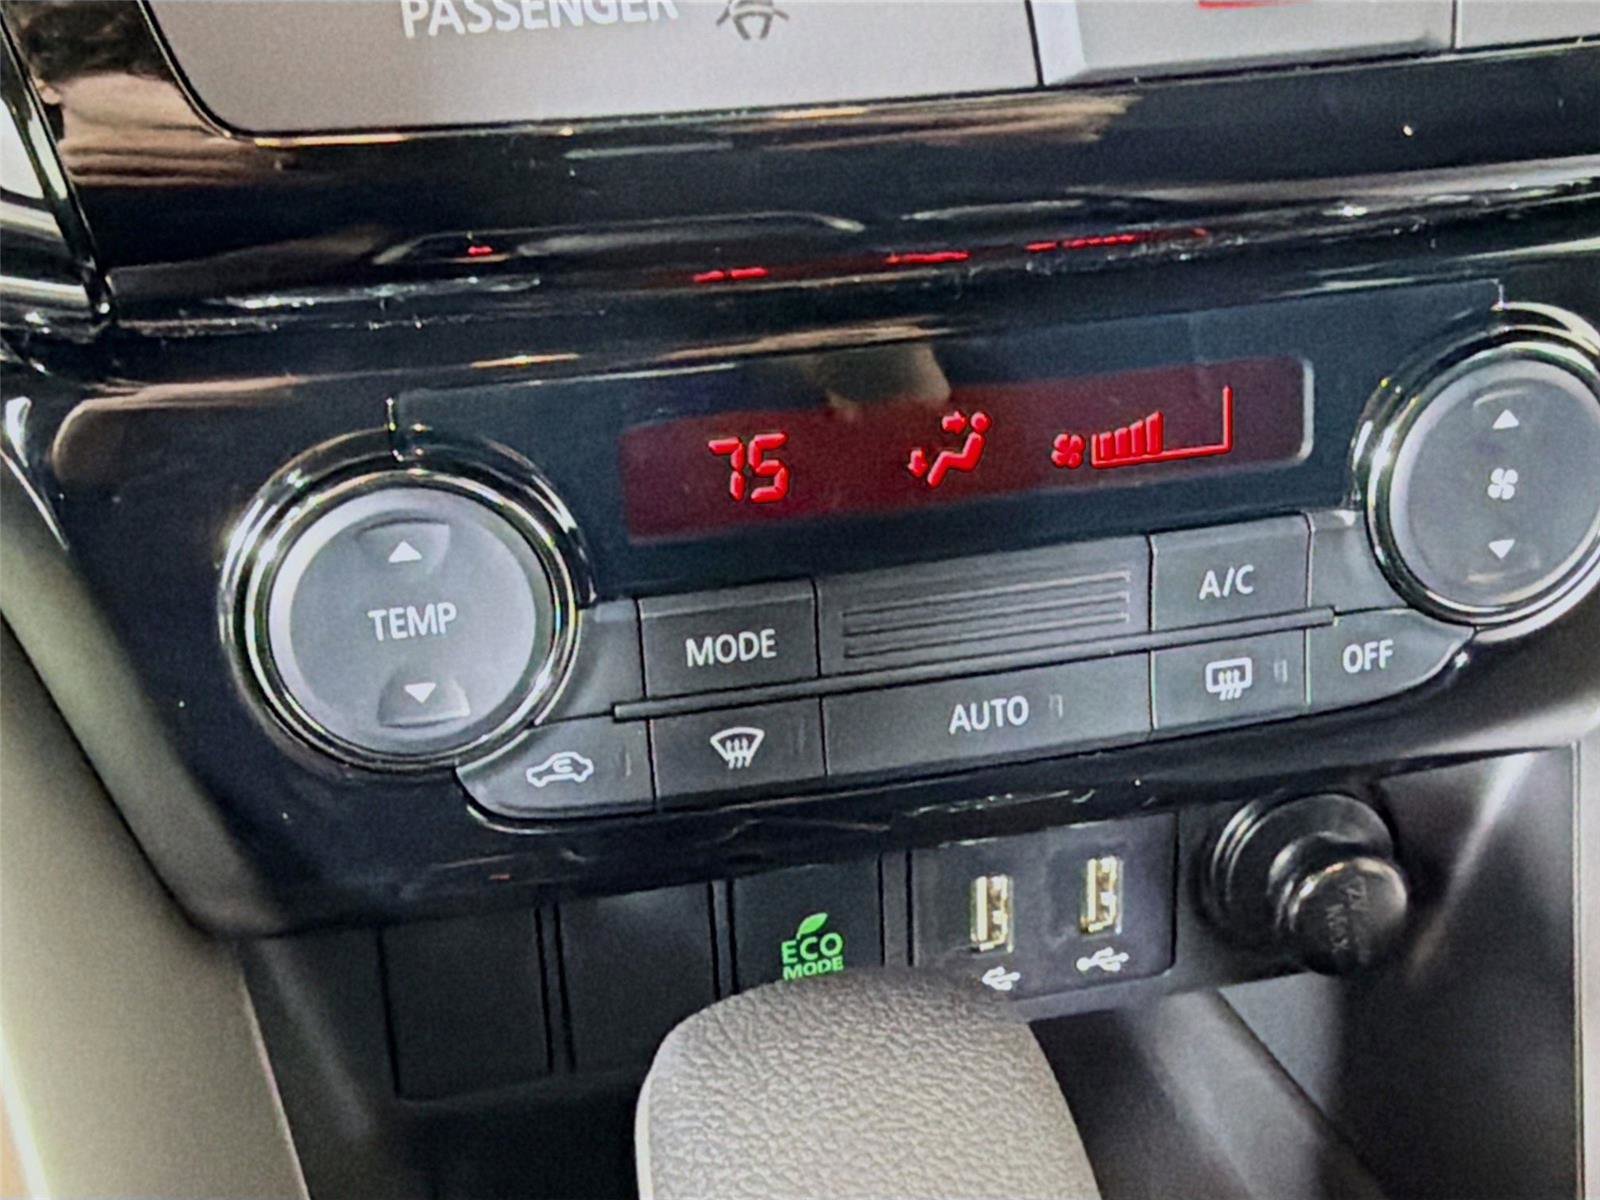 PASSENGER
75
TEMP
MODE
A/C
AUTO
OFF
ECO
MODE